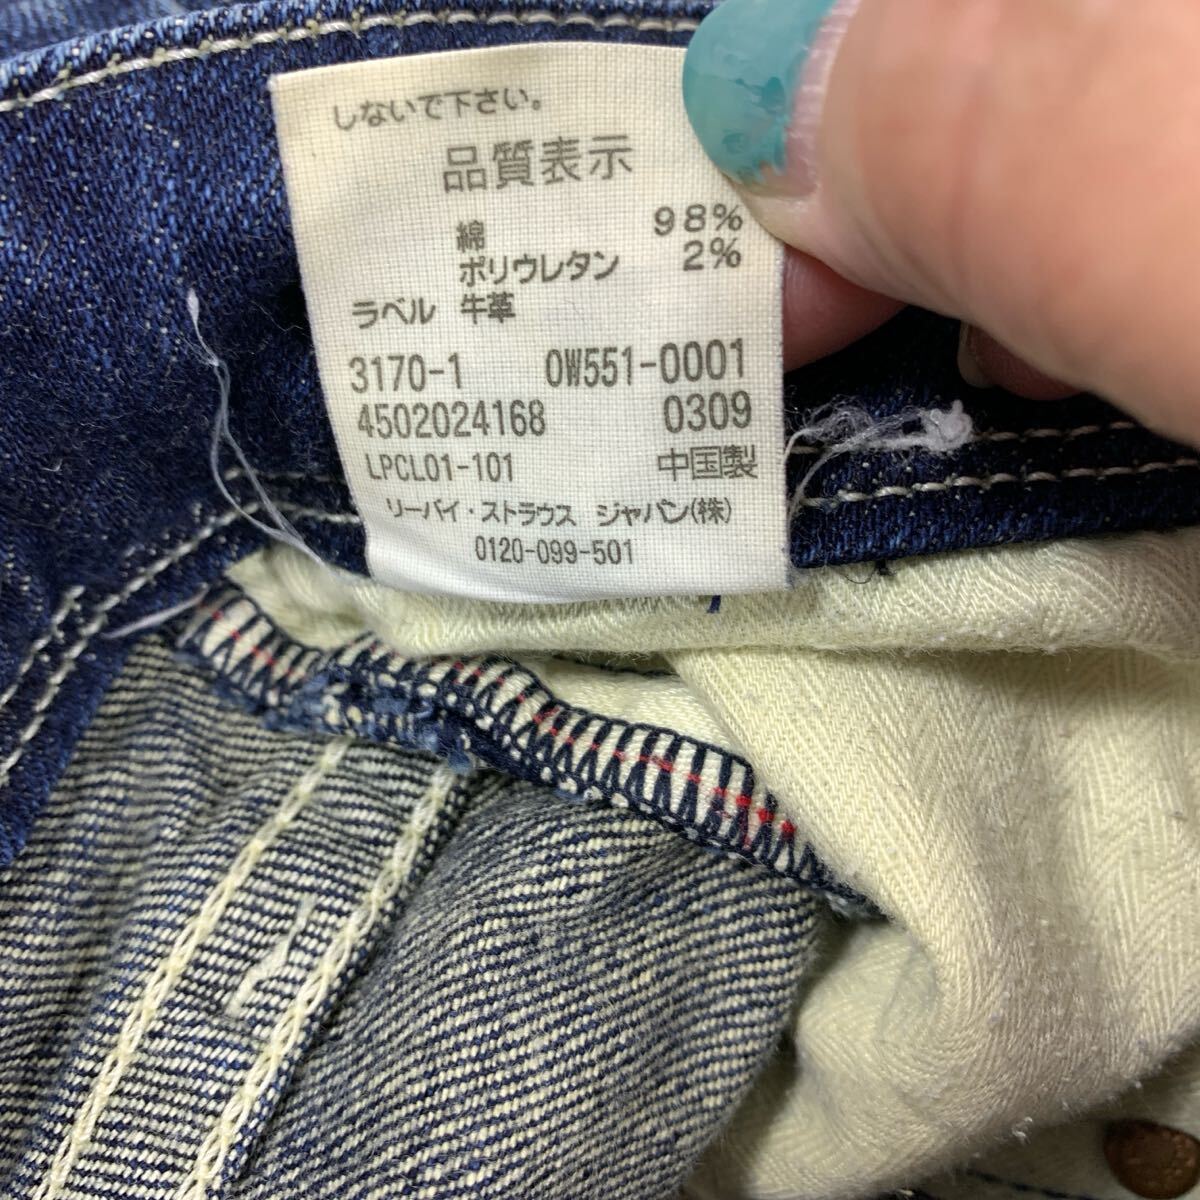 しないで下さい。
品質表示
綿 98%
ポリウレタン 2%
ラベル 牛革
3170-1 0W551-0001
4502024168 0309
LPCL01-101 中国製
リーバイ・ストラウス ジャパン(株)
0120-099-501